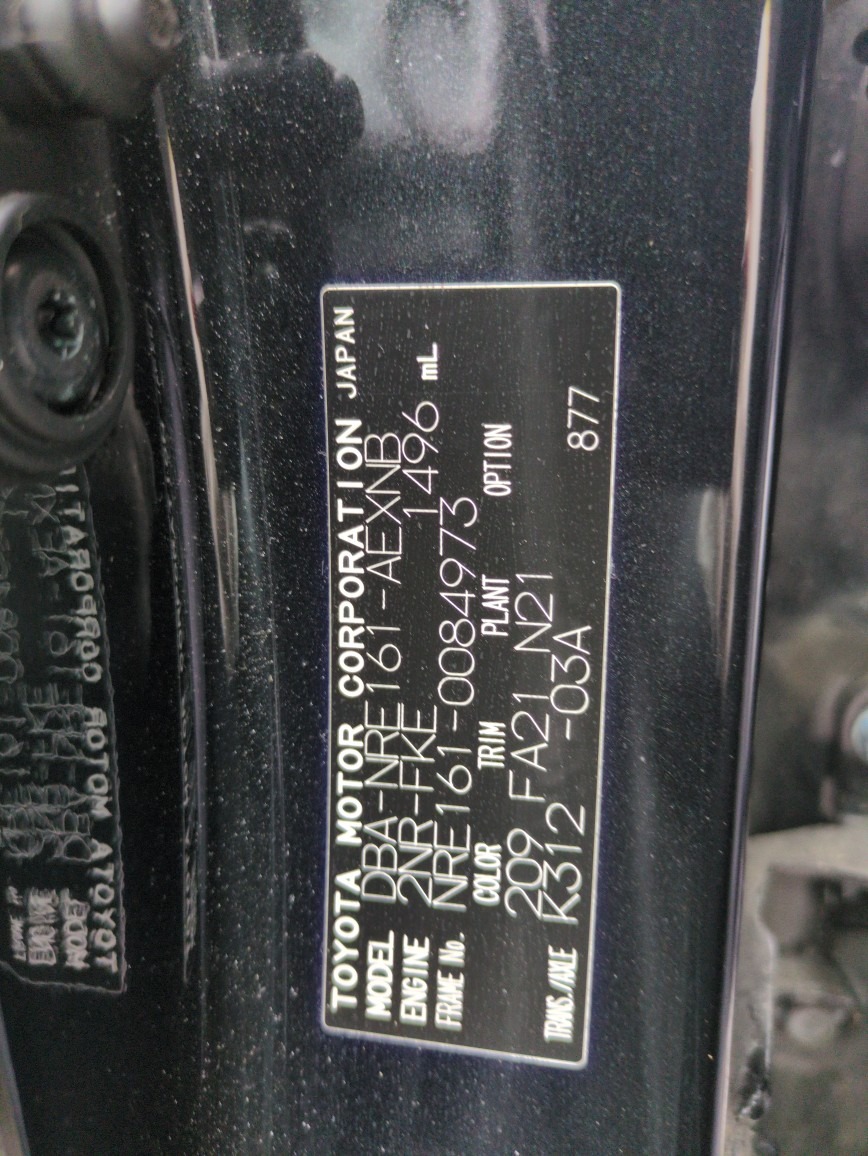 TOYOTA MOTOR CORPORATION JAPAN
MODEL DBA-NRE161-AEXNB
ENGINE 2NR-FKE 1496 mL
FRAME No. NRE161-0084973
COLOR TRIM PLANT OPTION
209 FA21 N21
TRANS./AXLE K312 -03A 877